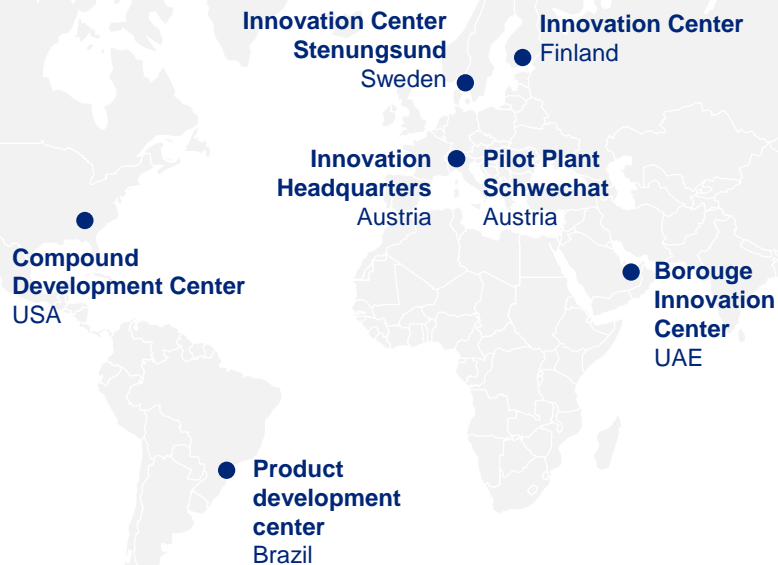 Innovation Center
Stenungsund
Sweden
Innovation Center
Finland
Innovation
Headquarters
Austria
Pilot Plant
Schwechat
Austria
Compound
Development Center
USA
Borouge
Innovation
Center
UAE
Product
development
center
Brazil